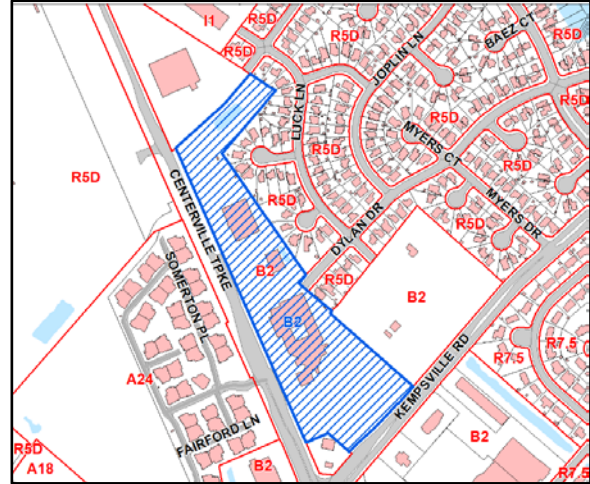 I1
R5D
R5D
R5D
BAEZ CT
R5D
JOPLIN LN
LUCK LN
R5D
MYERS CT
R5D
R5D
CENTERVILLE TPKE
R5D
MYERS DR
R5D
DYLAN DR
SOMERTON PL
B2
R5D
B2
B2
KEMPSVILLE RD
R7.5
R7.5
A24
FAIRFORD LN
B2
R5D
A18
B2
R7.5